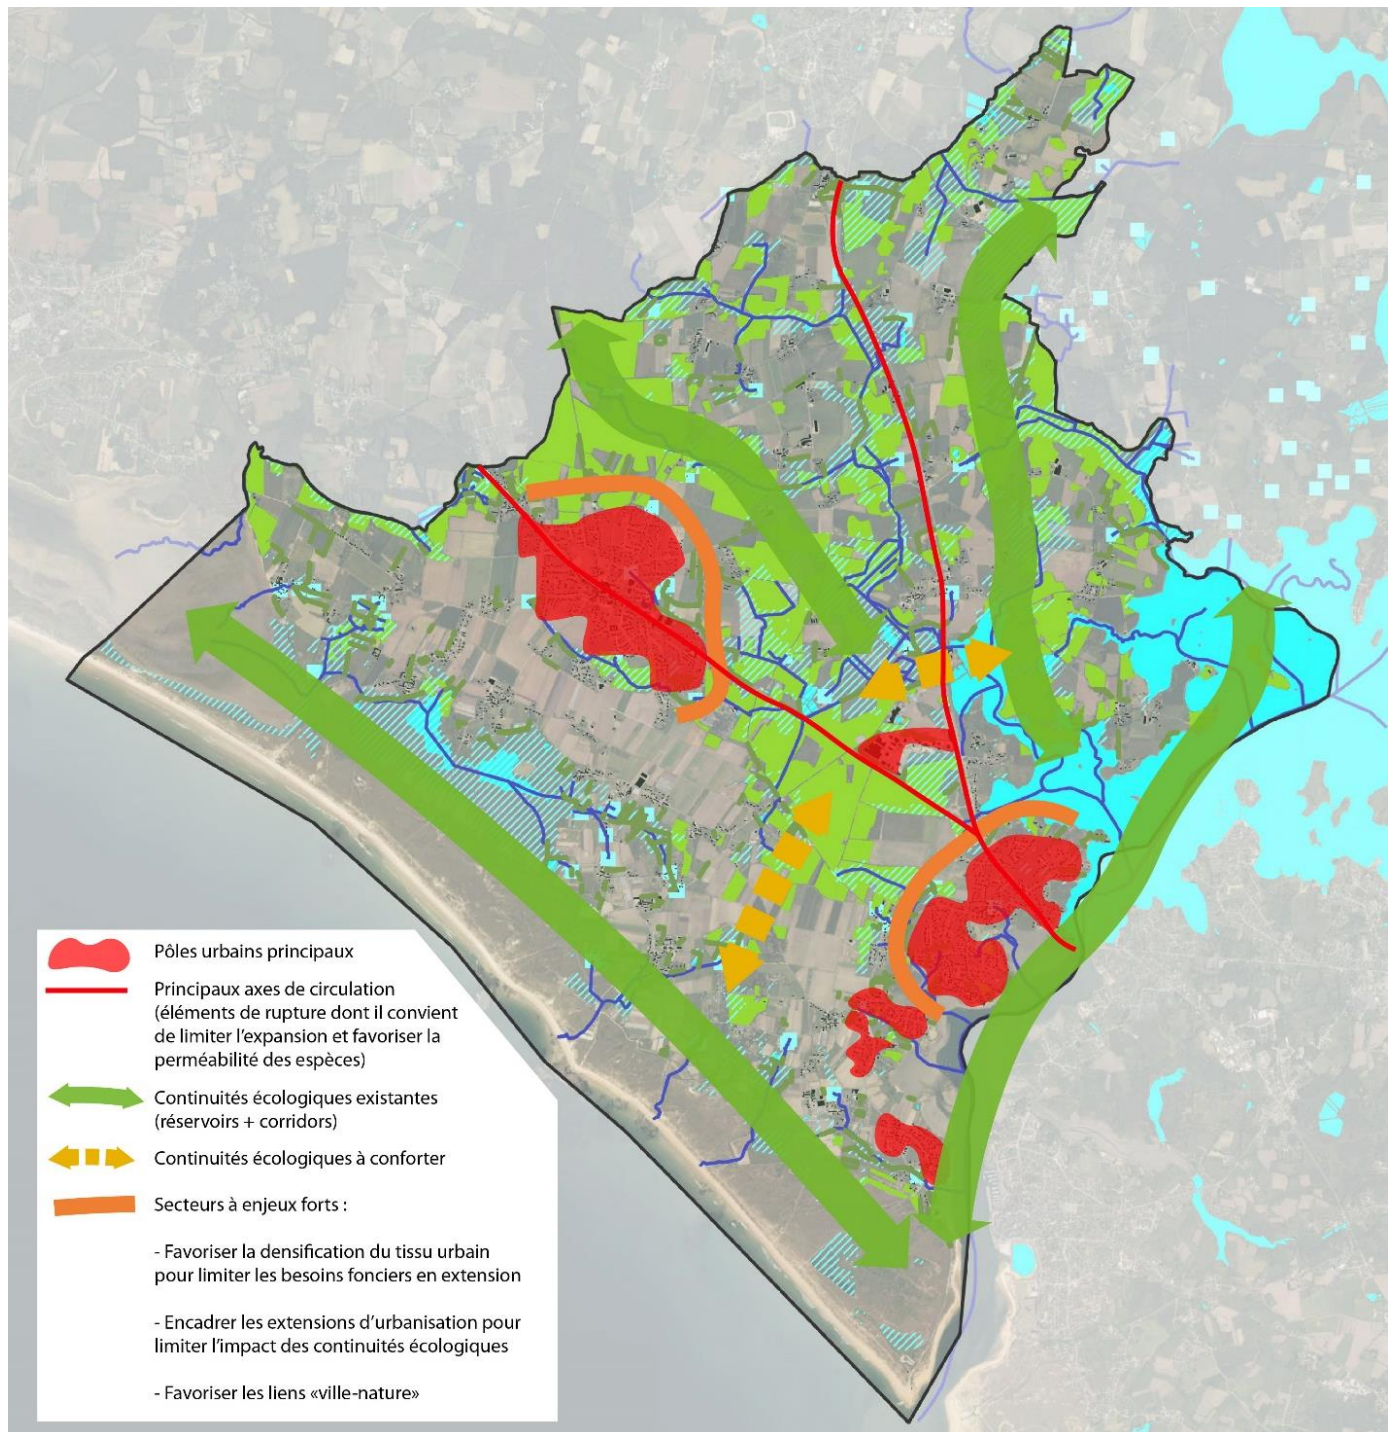 Pôles urbains principaux
Principaux axes de circulation
(éléments de rupture dont il convient
de limiter l'expansion et favoriser la
perméabilité des espèces)
Continuités écologiques existantes
(réservoirs + corridors)
Continuités écologiques à conforter
Secteurs à enjeux forts :
- Favoriser la densification du tissu urbain
pour limiter les besoins fonciers en extension
- Encadrer les extensions d'urbanisation pour
limiter l'impact des continuités écologiques
- Favoriser les liens «ville-nature»